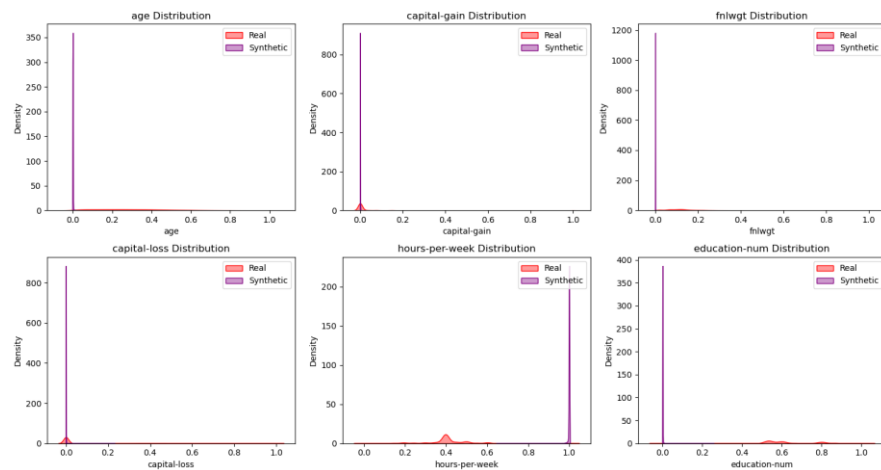 age Distribution
Real
Synthetic
Density
350
300
250
200
150
100
50
0
0.0 0.2 0.4 0.6 0.8 1.0
age
capital-gain Distribution
Real
Synthetic
Density
800
600
400
200
0
0.0 0.2 0.4 0.6 0.8 1.0
capital-gain
fnlwgt Distribution
Real
Synthetic
Density
1200
1000
800
600
400
200
0
0.0 0.2 0.4 0.6 0.8 1.0
fnlwgt
capital-loss Distribution
Real
Synthetic
Density
800
600
400
200
0
0.0 0.2 0.4 0.6 0.8 1.0
capital-loss
hours-per-week Distribution
Real
Synthetic
Density
200
150
100
50
0
0.0 0.2 0.4 0.6 0.8 1.0
hours-per-week
education-num Distribution
Real
Synthetic
Density
400
350
300
250
200
150
100
50
0
0.0 0.2 0.4 0.6 0.8 1.0
education-num